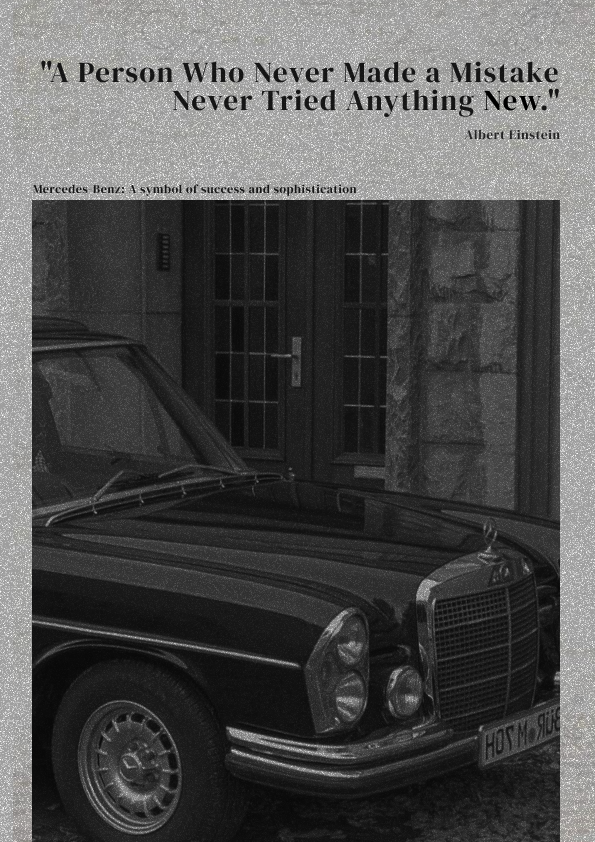 "A Person Who Never Made a Mistake
Never Tried Anything New."
Albert Einstein
Mercedes-Benz: A symbol of success and sophistication